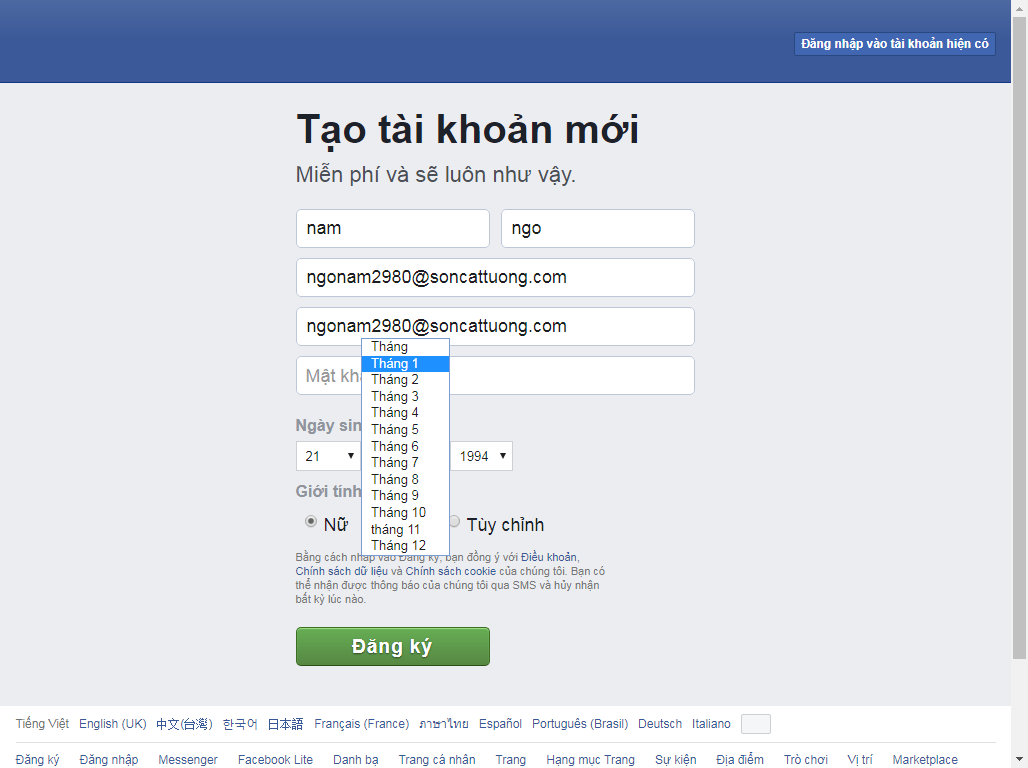 Đăng nhập vào tài khoản hiện có
Tạo tài khoản mới
Miễn phí và sẽ luôn như vậy.
nam ngo
ngonam2980@soncattuong.com
ngonam2980@soncattuong.com
Mật kh
Tháng
Tháng 1
Tháng 2
Tháng 3
Tháng 4
Tháng 5
Tháng 6
Tháng 7
Tháng 8
Tháng 9
Tháng 10
tháng 11
Tháng 12
Ngày sin
21 1994
Giới tính
Nữ Tùy chỉnh
Bằng cách nhấp vào Đăng ký, bạn đồng ý với Điều khoản,
Chính sách dữ liệu và Chính sách cookie của chúng tôi. Bạn có
thể nhận được thông báo của chúng tôi qua SMS và hủy nhận
bất kỳ lúc nào.
Đăng ký
Tiếng Việt English (UK) 中文(台灣) 한국어 日本語 Français (France) ภาษาไทย Español Português (Brasil) Deutsch Italiano
Đăng ký Đăng nhập Messenger Facebook Lite Danh bạ Trang cá nhân Trang Hạng mục Trang Sự kiện Địa điểm Trò chơi Vị trí Marketplace